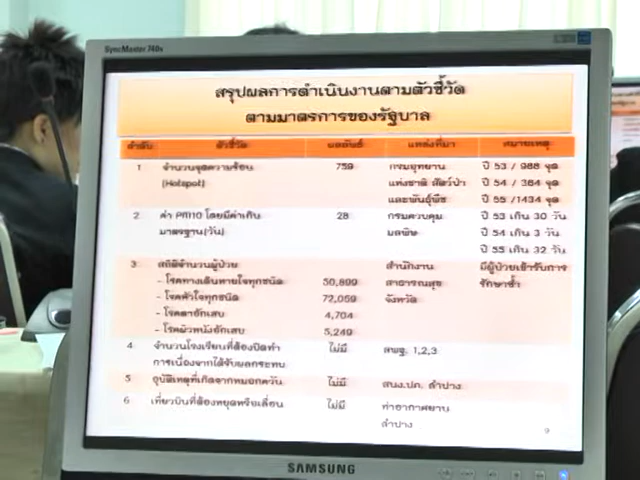 SyncMaster 740n
สรุปผลการดำเนินงานตามตัวชี้วัด
ตามมาตรการของรัฐบาล
ลำดับ ตัวชี้วัด ผลลัพธ์ แหล่งที่มา หมายเหตุ
1 จำนวนจุดความร้อน 759 กรมอุทยาน ปี 53 / 988 จุด
(Hotspot) แห่งชาติ สัตว์ป่า ปี 54 / 364 จุด
และพันธุ์พืช ปี 55 /1434 จุด
2 ค่า PM10 โดยมีค่าเกิน 28 กรมควบคุม ปี 53 เกิน 30 วัน
มาตรฐาน(วัน) มลพิษ ปี 54 เกิน 3 วัน
ปี 55 เกิน 32 วัน
3 สถิติจำนวนผู้ป่วย สำนักงาน มีผู้ป่วยเข้ารับการ
- โรคทางเดินหายใจทุกชนิด 50,899 สาธารณสุข รักษาซ้ำ
- โรคหัวใจทุกชนิด 72,059 จังหวัด
- โรคตาอักเสบ 4,704
- โรคผิวหนังอักเสบ 5,249
4 จำนวนโรงเรียนที่ต้องปิดทำ ไม่มี สพฐ. 1,2,3
การเนื่องจากได้รับผลกระทบ
5 อุบัติเหตุที่เกิดจากหมอกควัน ไม่มี สนง.ปภ. ลำปาง
6 เที่ยวบินที่ต้องหยุดหรือเลื่อน ไม่มี ท่าอากาศยาน
ลำปาง
9
SAMSUNG